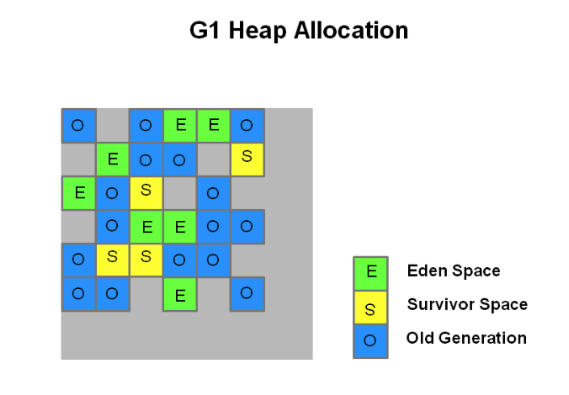 G1 Heap Allocation
O O E E O
E O O S
E O S O
O E E O O
O S S O O
O O E O
E Eden Space
S Survivor Space
O Old Generation